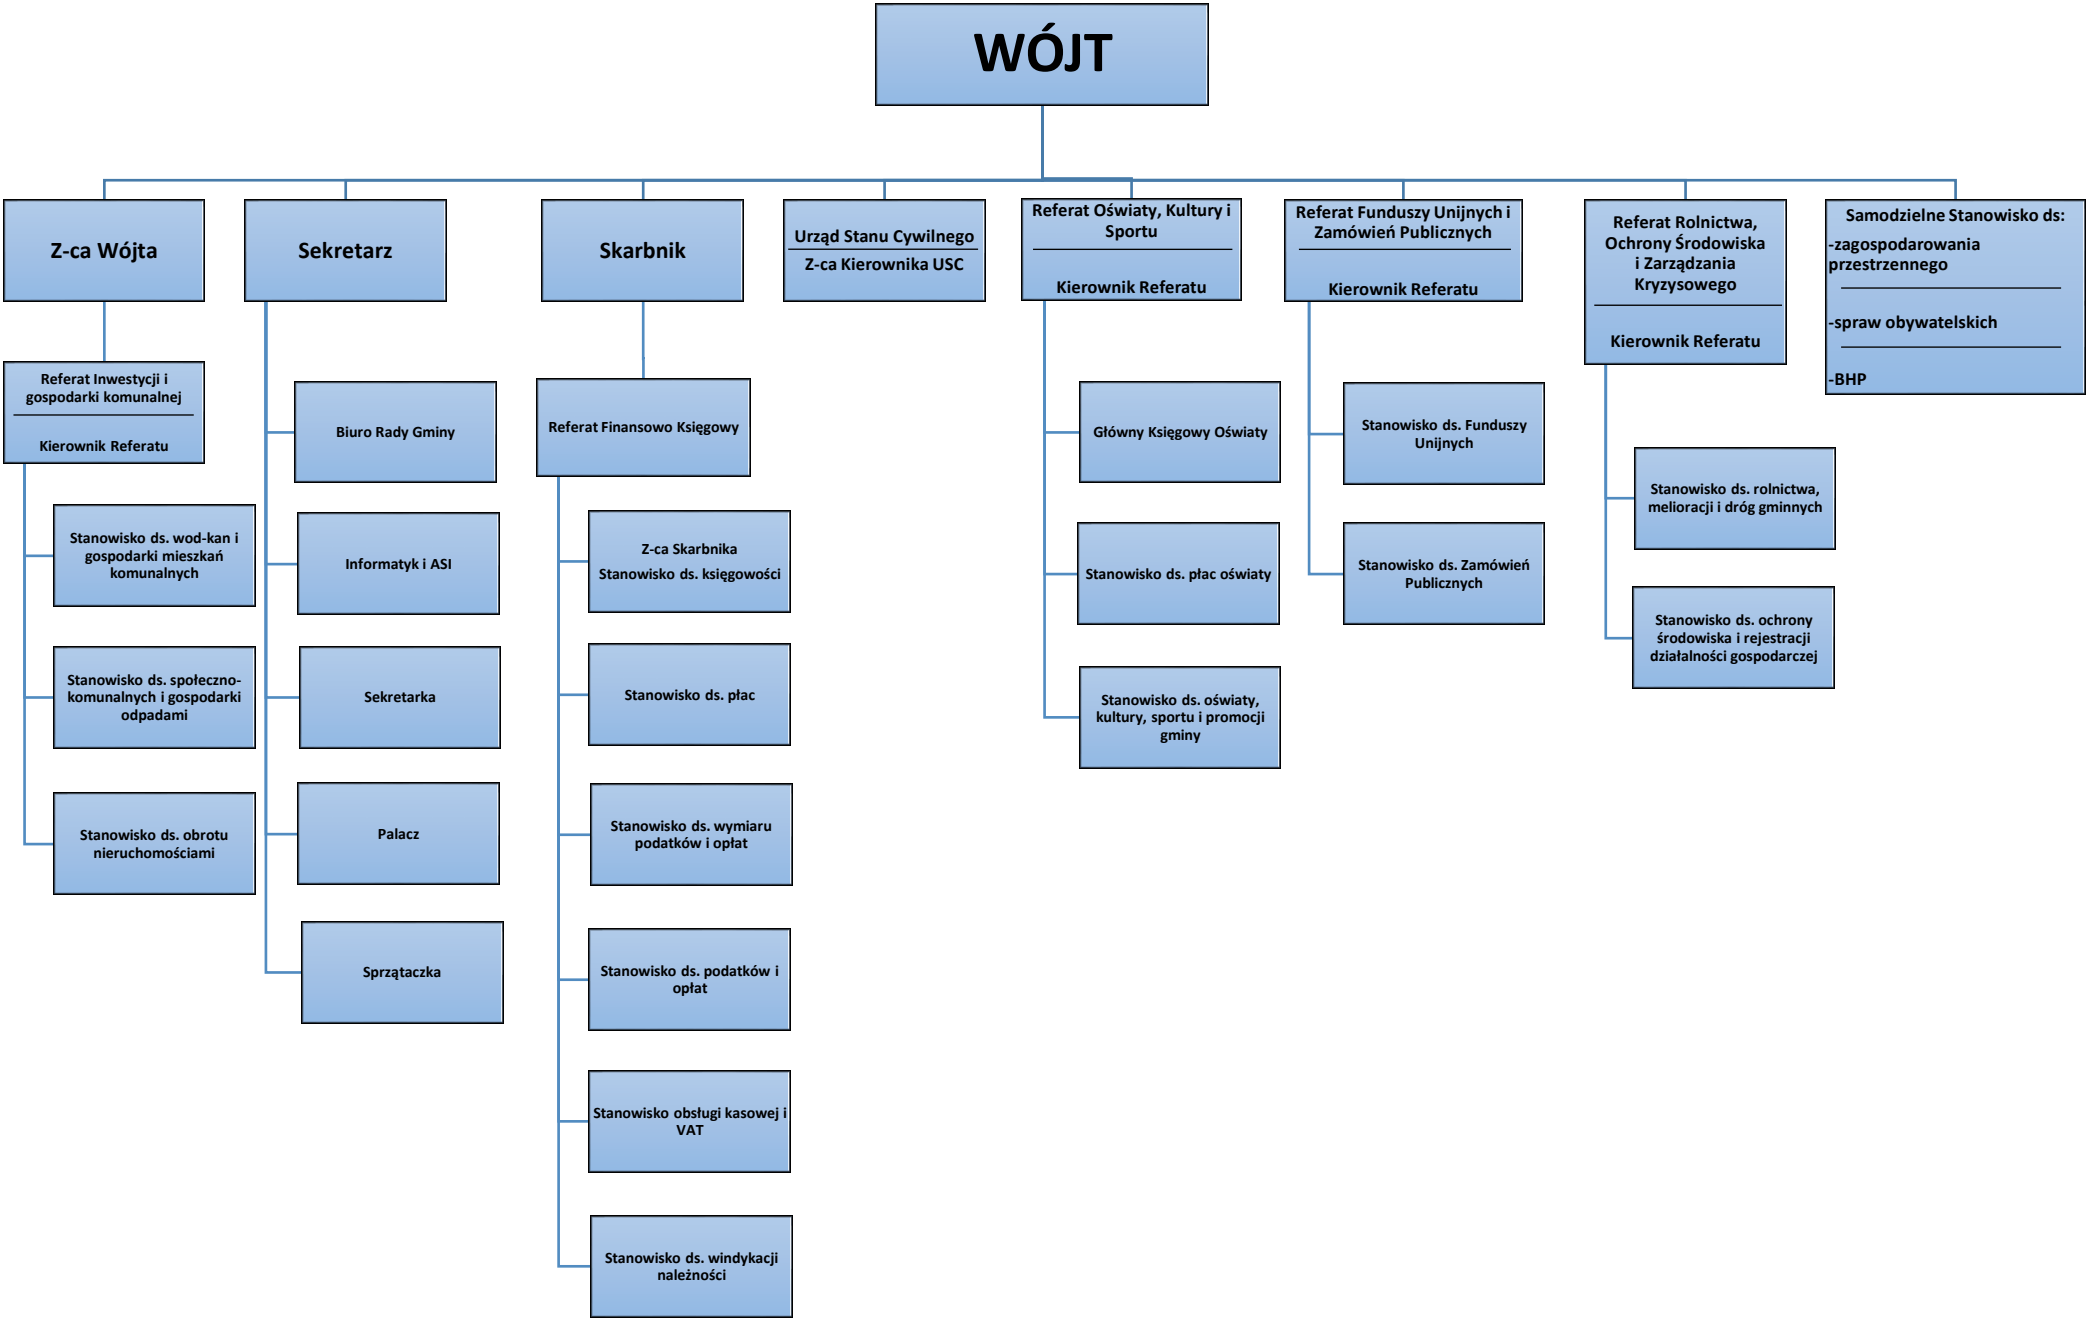 WÓJT
Z-ca Wójta
Sekretarz
Skarbnik
Urząd Stanu Cywilnego
Z-ca Kierownika USC
Referat Oświaty, Kultury i
Sportu
Kierownik Referatu
Referat Funduszy Unijnych i
Zamówień Publicznych
Kierownik Referatu
Referat Rolnictwa,
Ochrony Środowiska
i Zarządzania
Kryzysowego
Kierownik Referatu
Samodzielne Stanowisko ds:
-zagospodarowania
przestrzennego
-spraw obywatelskich
-BHP
Referat Inwestycji i
gospodarki komunalnej
Kierownik Referatu
Stanowisko ds. wod-kan i
gospodarki mieszkań
komunalnych
Stanowisko ds. społeczno-
komunalnych i gospodarki
odpadami
Stanowisko ds. obrotu
nieruchomościami
Biuro Rady Gminy
Informatyk i ASI
Sekretarka
Palacz
Sprzątaczka
Referat Finansowo Księgowy
Z-ca Skarbnika
Stanowisko ds. księgowości
Stanowisko ds. płac
Stanowisko ds. wymiaru
podatków i opłat
Stanowisko ds. podatków i
opłat
Stanowisko obsługi kasowej i
VAT
Stanowisko ds. windykacji
należności
Główny Księgowy Oświaty
Stanowisko ds. płac oświaty
Stanowisko ds. oświaty,
kultury, sportu i promocji
gminy
Stanowisko ds. Funduszy
Unijnych
Stanowisko ds. Zamówień
Publicznych
Stanowisko ds. rolnictwa,
melioracji i dróg gminnych
Stanowisko ds. ochrony
środowiska i rejestracji
działalności gospodarczej